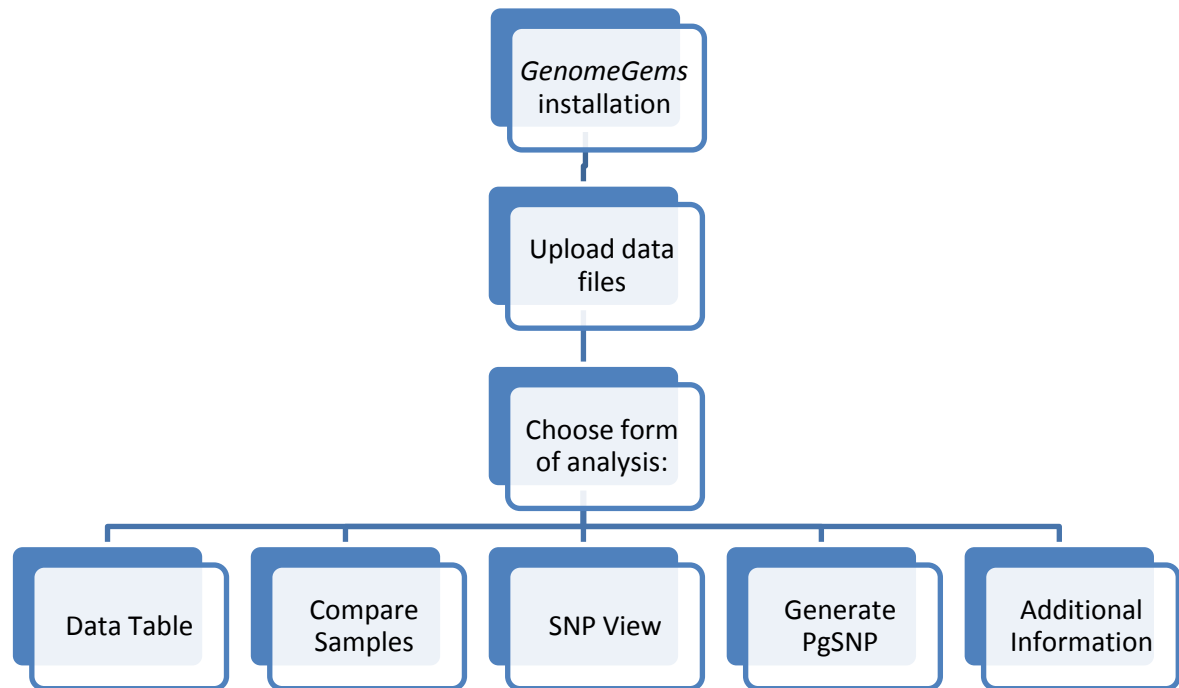 GenomeGems
installation
Upload data
files
Choose form
of analysis:
Data Table
Compare
Samples
SNP View
Generate
PgSNP
Additional
Information